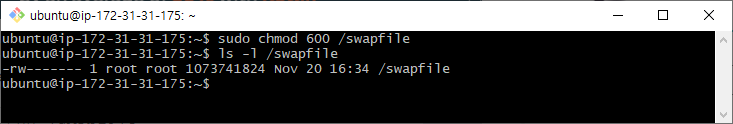 ubuntu@ip-172-31-31-175: ~
ubuntu@ip-172-31-31-175:~$ sudo chmod 600 /swapfile
ubuntu@ip-172-31-31-175:~$ ls -l /swapfile
-rw------- 1 root root 1073741824 Nov 20 16:34 /swapfile
ubuntu@ip-172-31-31-175:~$